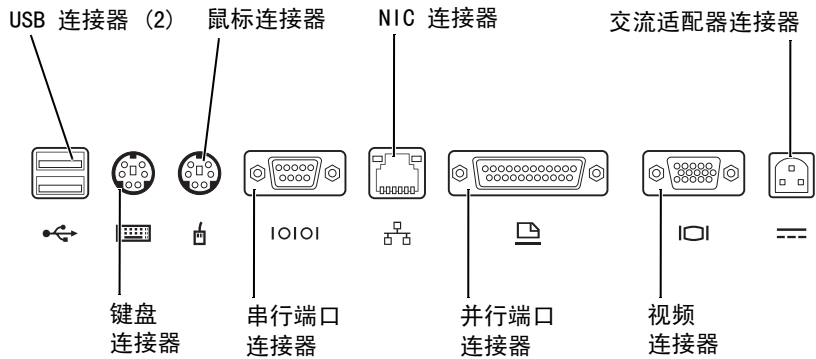 USB 连接器 (2)
鼠标连接器
NIC 连接器
交流适配器连接器
IOIOI
键盘
连接器
串行端口
连接器
并行端口
连接器
视频
连接器